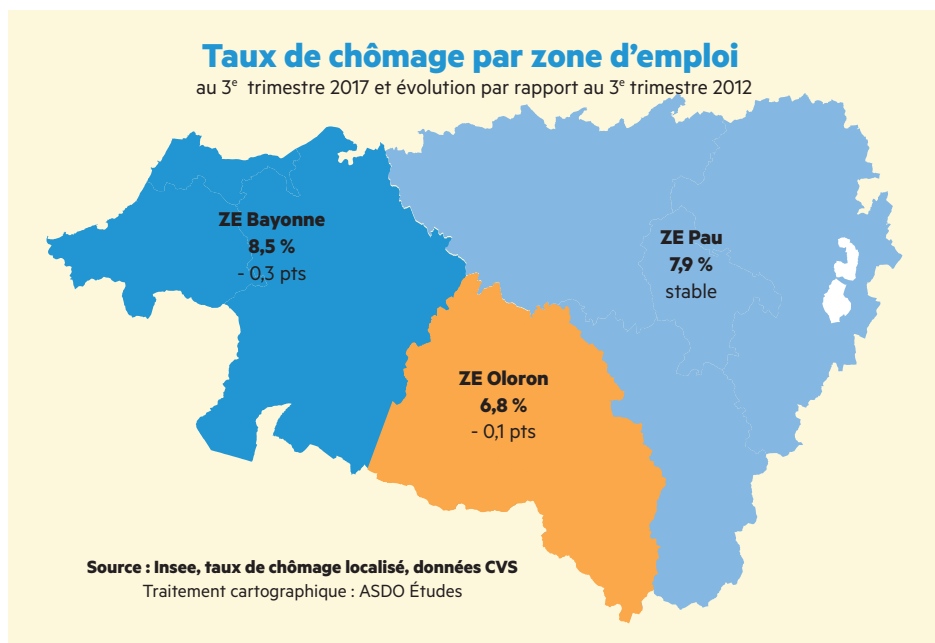 Taux de chômage par zone d’emploi
au 3e trimestre 2017 et évolution par rapport au 3e trimestre 2012
ZE Bayonne
8,5 %
- 0,3 pts
ZE Pau
7,9 %
stable
ZE Oloron
6,8 %
- 0,1 pts
Source : Insee, taux de chômage localisé, données CVS
Traitement cartographique : ASDO Études